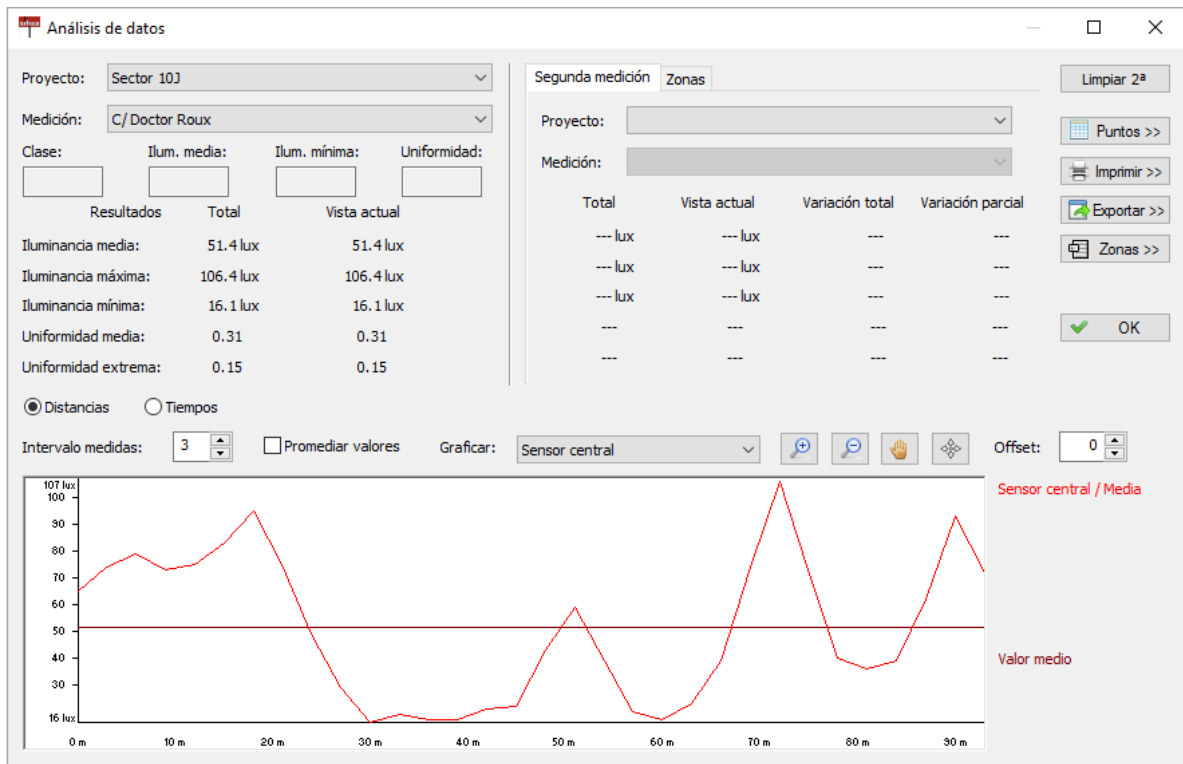 Análisis de datos
Proyecto: Sector 10J
Medición: C/ Doctor Roux
Clase: Ilum. media: Ilum. mínima: Uniformidad:
Resultados Total Vista actual
Iluminancia media: 51.4 lux 51.4 lux
Iluminancia máxima: 106.4 lux 106.4 lux
Iluminancia mínima: 16.1 lux 16.1 lux
Uniformidad media: 0.31 0.31
Uniformidad extrema: 0.15 0.15
Segunda medición Zonas
Proyecto:
Medición:
Total Vista actual Variación total Variación parcial
--- lux --- lux --- ---
--- lux --- lux --- ---
--- lux --- lux --- ---
--- --- --- ---
--- --- --- ---
Limpiar 2ª
Puntos >>
Imprimir >>
Exportar >>
Zonas >>
OK
Distancias Tiempos
Intervalo medidas: 3 Promediar valores Graficar: Sensor central Offset: 0
107 lux
100
90
80
70
60
50
40
30
16 lux
0 m 10 m 20 m 30 m 40 m 50 m 60 m 70 m 80 m 90 m
Sensor central / Media
Valor medio